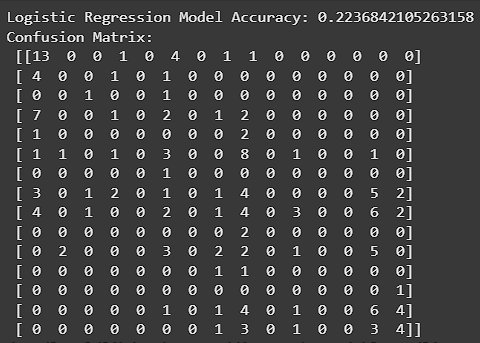 Logistic Regression Model Accuracy: 0.2236842105263158
Confusion Matrix:
[[13 0 0 1 0 4 0 1 1 0 0 0 0 0 0]
[ 4 0 0 1 0 1 0 0 0 0 0 0 0 0 0]
[ 0 0 1 0 0 1 0 0 0 0 0 0 0 0 0]
[ 7 0 0 1 0 2 0 1 2 0 0 0 0 0 0]
[ 1 0 0 0 0 0 0 0 2 0 0 0 0 0 0]
[ 1 1 0 1 0 3 0 0 8 0 1 0 0 1 0]
[ 0 0 0 0 0 1 0 0 0 0 0 0 0 0 0]
[ 3 0 1 2 0 1 0 1 4 0 0 0 0 5 2]
[ 4 0 1 0 0 2 0 1 4 0 3 0 0 6 2]
[ 0 0 0 0 0 0 0 0 2 0 0 0 0 0 0]
[ 0 2 0 0 0 3 0 2 2 0 1 0 0 5 0]
[ 0 0 0 0 0 0 0 1 1 0 0 0 0 0 0]
[ 0 0 0 0 0 0 0 0 0 0 0 0 0 0 1]
[ 0 0 0 0 0 1 0 1 4 0 1 0 0 6 4]
[ 0 0 0 0 0 0 0 1 3 0 1 0 0 3 4]]